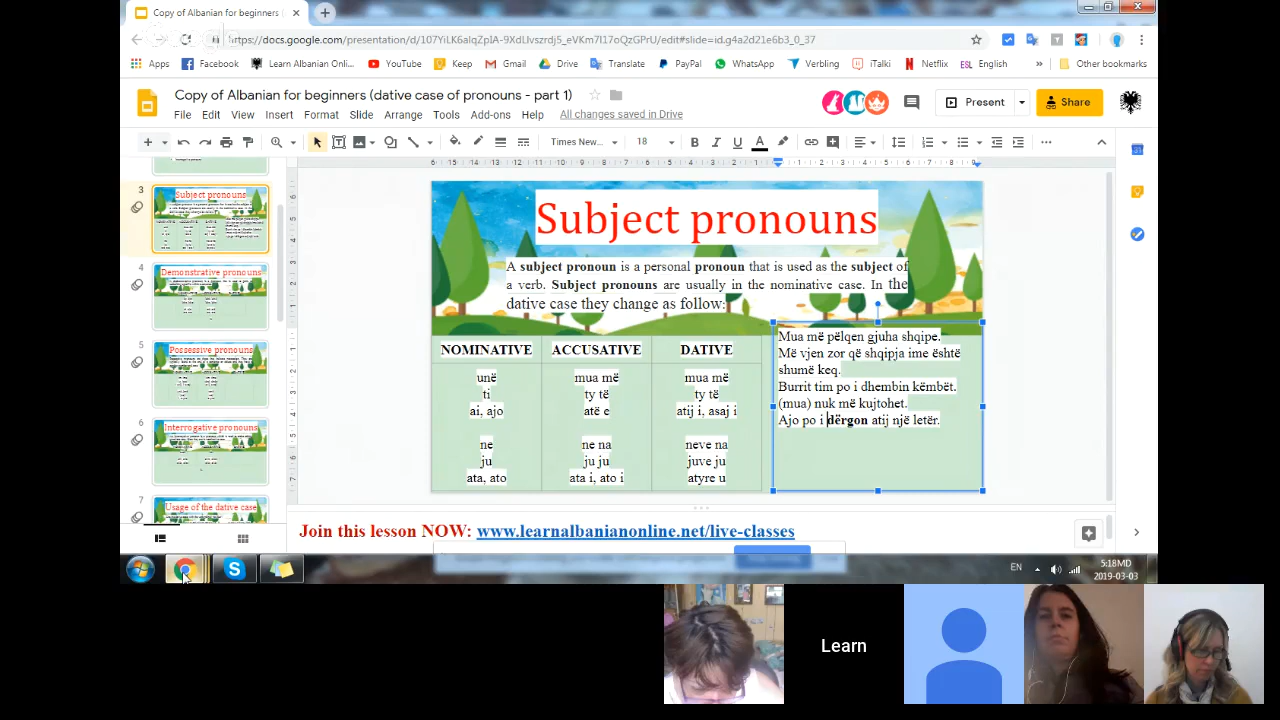 Copy of Albanian for beginners (
https://docs.google.com/presentation/d/107YiLK6alqZpIA-9XdLIvszrdj5_eVKm7l17oQzGPrU/edit#slide=id.g4a2d21e6b3_0_37
Apps Facebook Learn Albanian Onli YouTube Keep Gmail Drive Translate PayPal WhatsApp Verbling iTalki Netflix ESL English » Other bookmarks
Copy of Albanian for beginners (dative case of pronouns - part 1)
Present Share
File Edit View Insert Format Slide Arrange Tools Add-ons Help All changes saved in Drive
Times New... 18 B I U A
3 Subject pronouns
4 Demonstrative pronouns
5 Possessive pronouns
6 Interrogative pronouns
7 Usage of the dative case
Subject pronouns
A subject pronoun is a personal pronoun that is used as the subject of
a verb. Subject pronouns are usually in the nominative case. In the
dative case they change as follow:
NOMINATIVE ACCUSATIVE DATIVE
unë mua më mua më
ti ty të ty të
ai, ajo atë e atij i, asaj i
ne ne na neve na
ju ju ju juve ju
ata, ato ata i, ato i atyre u
Mua më pëlqen gjuha shqipe.
Më vjen zor që shqipja ime është
shumë keq.
Burrit tim po i dhembin këmbët.
(mua) nuk më kujtohet.
Ajo po i dërgon atij një letër.
Join this lesson NOW: www.learnalbanianonline.net/live-classes
EN 5:18MD
2019-03-03
Learn